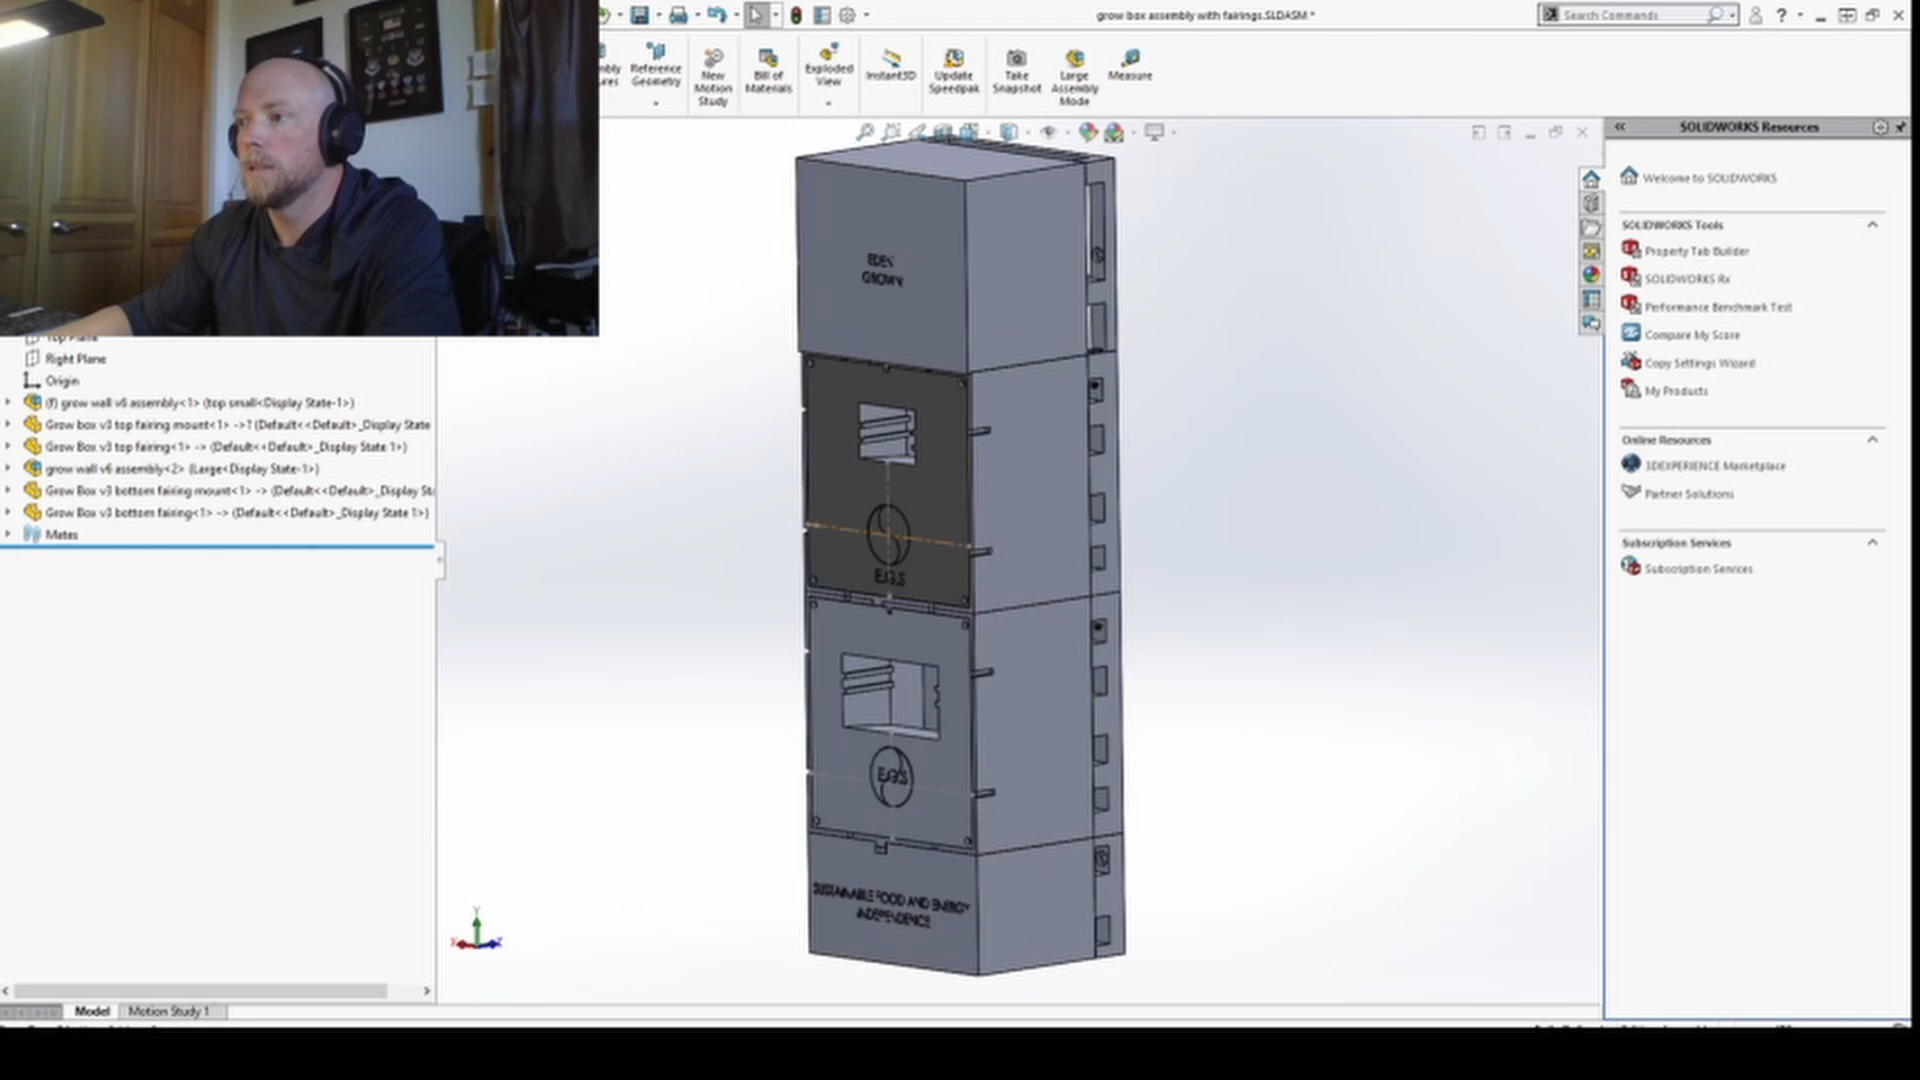 grow box assembly with fairings.SLDASM *
Search Commands
Reference Geometry
New Motion Study
Bill of Materials
Exploded View
Instant3D
Update Speedpak
Take Snapshot
Large Assembly Mode
Measure
SOLIDWORKS Resources
Welcome to SOLIDWORKS
SOLIDWORKS Tools
Property Tab Builder
SOLIDWORKS Rx
Performance Benchmark Test
Compare My Score
Copy Settings Wizard
My Products
Online Resources
3DEXPERIENCE Marketplace
Partner Solutions
Subscription Services
Subscription Services
Top Plane
Right Plane
Origin
(f) grow wall v6 assembly<1> (top small<Display State-1>)
Grow box v3 top fairing mount<1> ->? (Default<<Default>_Display State
Grow Box v3 top fairing<1> -> (Default<<Default>_Display State 1>)
grow wall v6 assembly<2> (Large<Display State-1>)
Grow Box v3 bottom fairing mount<1> -> (Default<<Default>_Display St
Grow Box v3 bottom fairing<1> -> (Default<<Default>_Display State 1>)
Mates
EDEN
GROWN
E.G.S
E.G.S
SUSTAINABLE FOOD AND ENERGY
INDEPENDENCE
Y
X
Z
Model
Motion Study 1